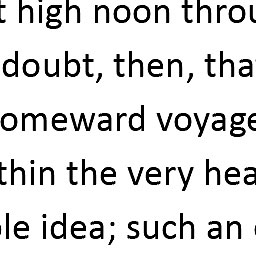 t high noon throu
doubt, then, tha
omeward voyage
thin the very hea
le idea; such an